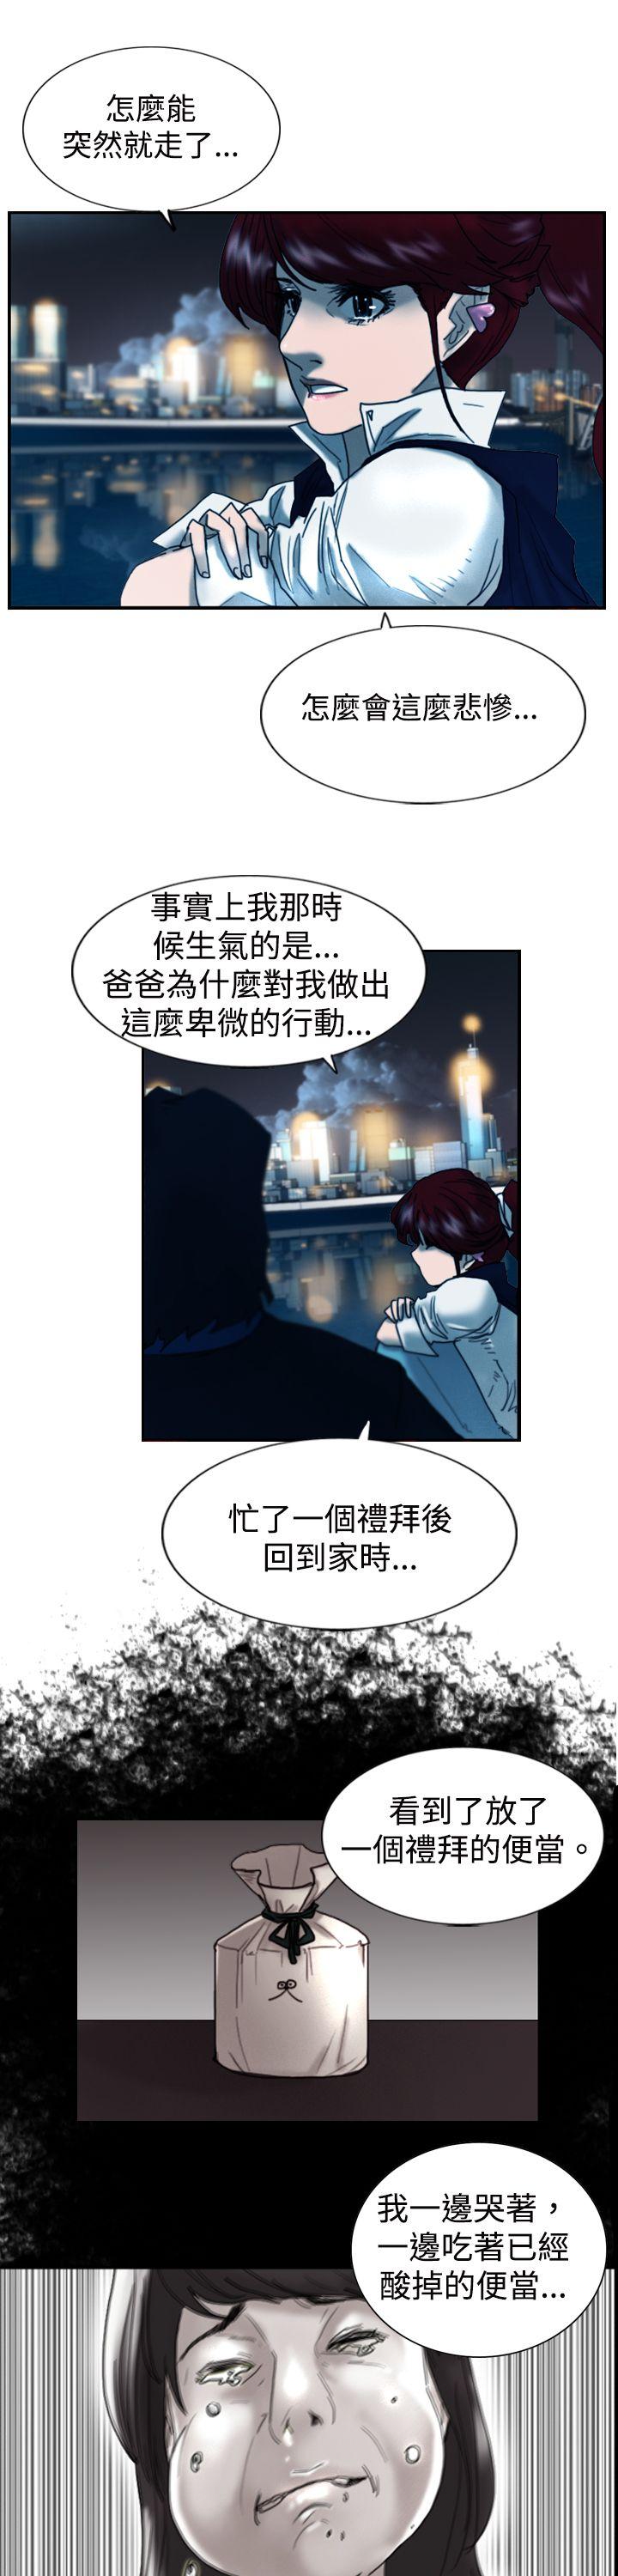 怎麼能
突然就走了...
怎麼會這麼悲慘...
事實上我那時
候生氣的是...
爸爸為什麼對我做出
這麼卑微的行動...
忙了一個禮拜後
回到家時...
看到了放了
一個禮拜的便當。
我一邊哭著，
一邊吃著已經
酸掉的便當...